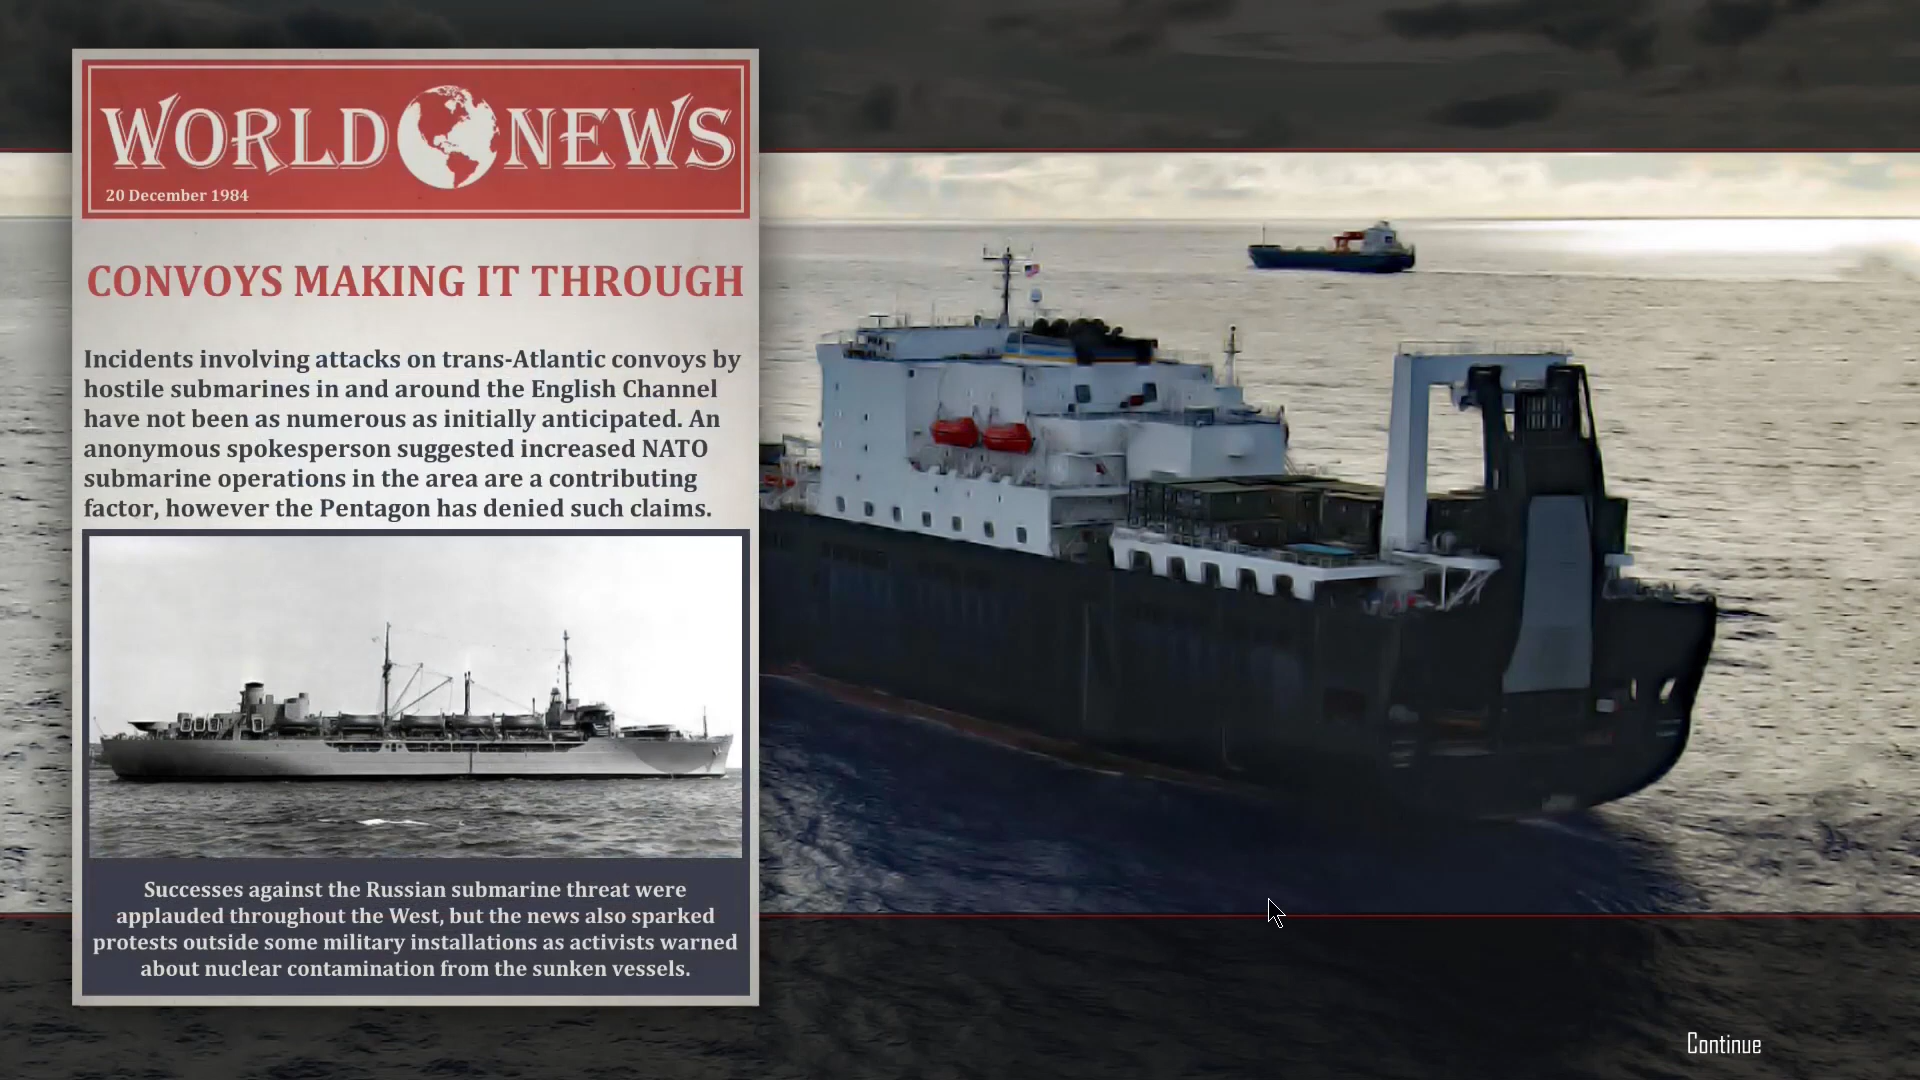 WORLD NEWS
20 December 1984
CONVOYS MAKING IT THROUGH
Incidents involving attacks on trans-Atlantic convoys by
hostile submarines in and around the English Channel
have not been as numerous as initially anticipated. An
anonymous spokesperson suggested increased NATO
submarine operations in the area are a contributing
factor, however the Pentagon has denied such claims.
Successes against the Russian submarine threat were
applauded throughout the West, but the news also sparked
protests outside some military installations as activists warned
about nuclear contamination from the sunken vessels.
Continue